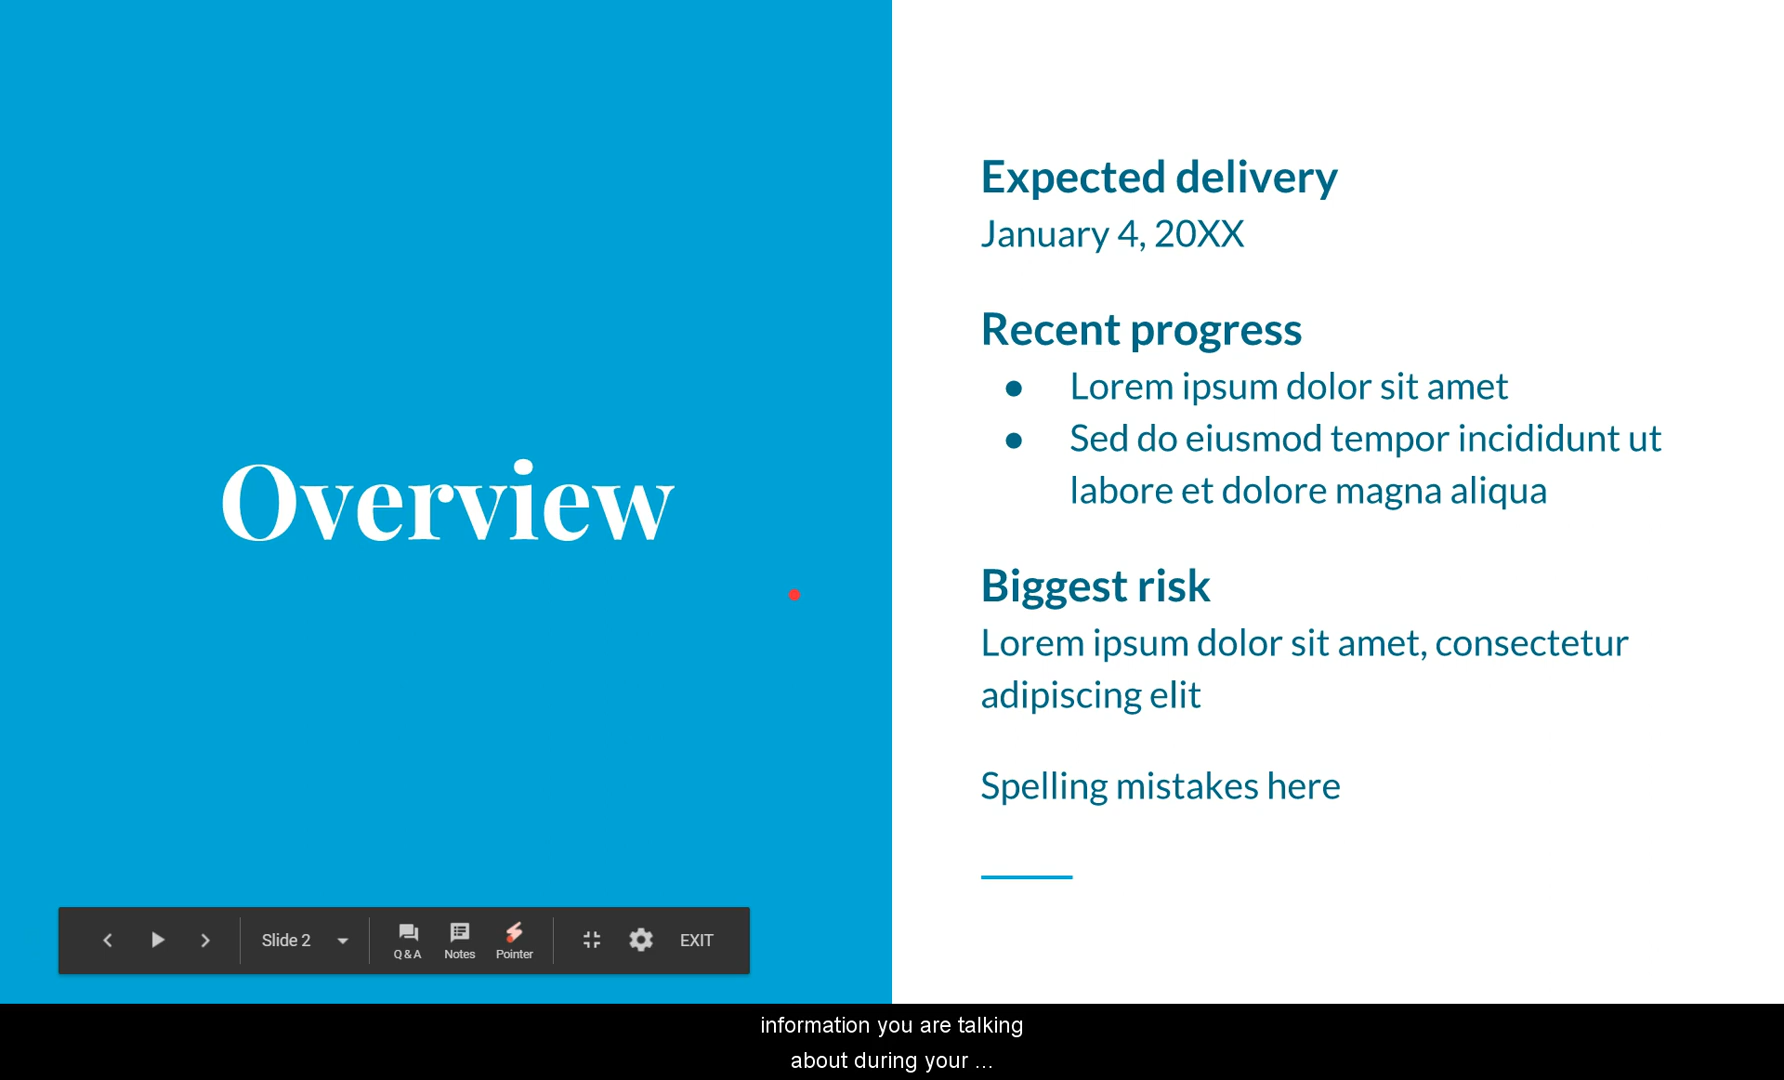 Overview
Expected delivery
January 4, 20XX
Recent progress
● Lorem ipsum dolor sit amet
● Sed do eiusmod tempor incididunt ut
labore et dolore magna aliqua
Biggest risk
Lorem ipsum dolor sit amet, consectetur
adipiscing elit
Spelling mistakes here
Slide 2
Q & A
Notes
Pointer
EXIT
information you are talking
about during your ...